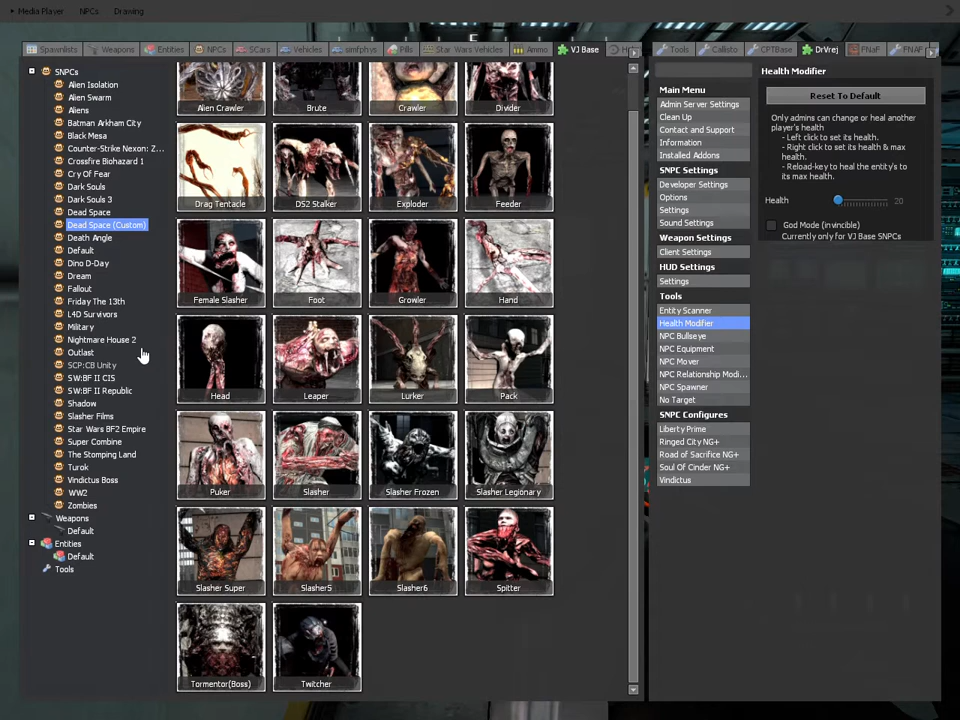 Media Player NPCs Drawing
Spawnlists Weapons Entities NPCs SCars Vehicles simfphys Pills Star Wars Vehicles Ammo VJ Base
Tools Callisto CPTBase DrVrej FNaF FNAF
SNPCs
Alien Isolation
Alien Swarm
Aliens
Batman Arkham City
Black Mesa
Counter-Strike Nexon: Z...
Crossfire Biohazard 1
Cry Of Fear
Dark Souls
Dark Souls 3
Dead Space
Dead Space (Custom)
Death Angle
Default
Dino D-Day
Dream
Fallout
Friday The 13th
L4D Survivors
Military
Nightmare House 2
Outlast
SCP:CB Unity
SW:BF II CIS
SW:BF II Republic
Shadow
Slasher Films
Star Wars BF2 Empire
Super Combine
The Stomping Land
Turok
Vindictus Boss
WW2
Zombies
Weapons
Default
Entities
Default
Tools
Alien Crawler Brute Crawler Divider
Drag Tentacle DS2 Stalker Exploder Feeder
Female Slasher Foot Growler Hand
Head Leaper Lurker Pack
Puker Slasher Slasher Frozen Slasher Legionary
Slasher Super Slasher5 Slasher6 Spitter
Tormentor(Boss) Twitcher
Main Menu
Admin Server Settings
Clean Up
Contact and Support
Information
Installed Addons
SNPC Settings
Developer Settings
Options
Settings
Sound Settings
Weapon Settings
Client Settings
HUD Settings
Settings
Tools
Entity Scanner
Health Modifier
NPC Bullseye
NPC Equipment
NPC Mover
NPC Relationship Modi...
NPC Spawner
No Target
SNPC Configures
Liberty Prime
Ringed City NG+
Road of Sacrifice NG+
Soul Of Cinder NG+
Vindictus
Health Modifier
Reset To Default
Only admins can change or heal another
player's health
- Left click to set its health.
- Right click to set its health & max
health.
- Reload-key to heal the entity's to
its max health.
Health 20
God Mode (invincible)
Currently only for VJ Base SNPCs